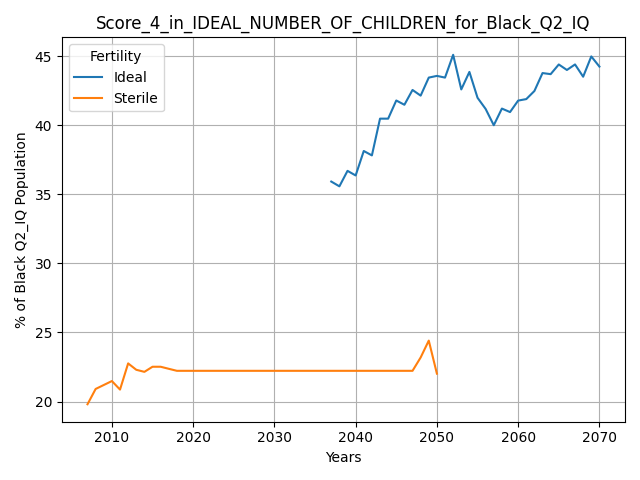 Score_4_in_IDEAL_NUMBER_OF_CHILDREN_for_Black_Q2_IQ
Fertility
Ideal
Sterile
% of Black Q2_IQ Population
45
40
35
30
25
20
2010 2020 2030 2040 2050 2060 2070
Years